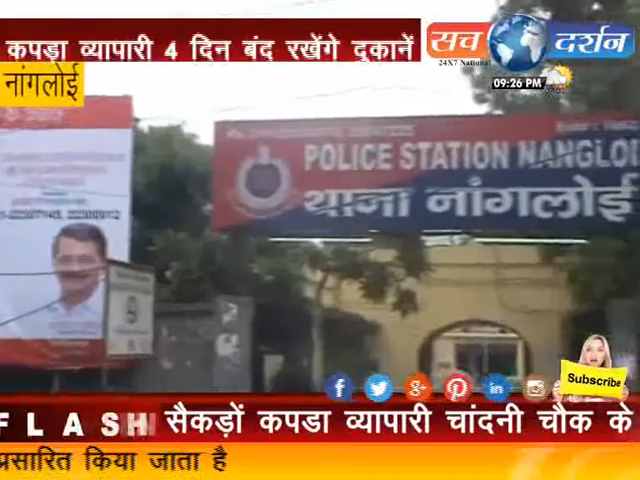 कपड़ा व्यापारी 4 दिन बंद रखेंगे दुकानें
सच दर्शन
24X7 National
09:26 PM
नांगलोई
POLICE STATION NANGLOI
थाना नांगलोई
Subscribe
FLASH सैकड़ों कपडा व्यापारी चांदनी चौक के
प्रसारित किया जाता है